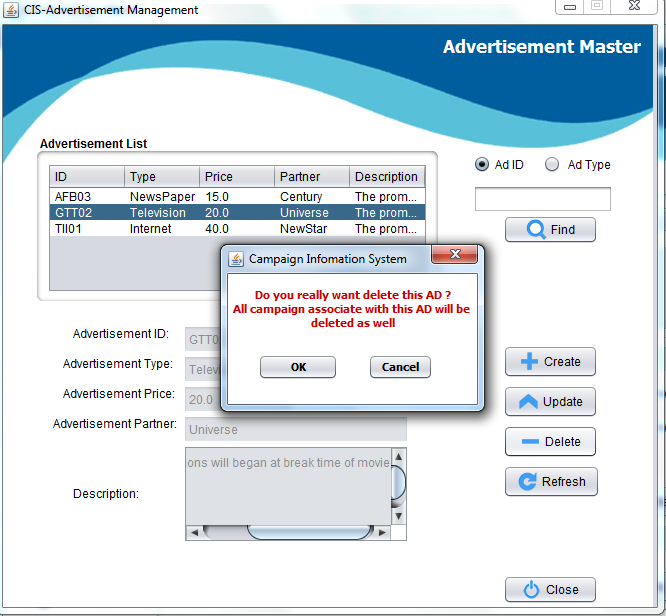 CIS-Advertisement Management
Advertisement Master
Advertisement List
ID Type Price Partner Description
AFB03 NewsPaper 15.0 Century The prom...
GTT02 Television 20.0 Universe The prom...
TII01 Internet 40.0 NewStar The prom...
Ad ID Ad Type
Find
Campaign Infomation System
Do you really want delete this AD ?
All campaign associate with this AD will be
deleted as well
OK Cancel
Advertisement ID: GTT0
Advertisement Type: Televi
Advertisement Price: 20.0
Advertisement Partner: Universe
Description: ons will began at break time of movie
Create
Update
Delete
Refresh
Close